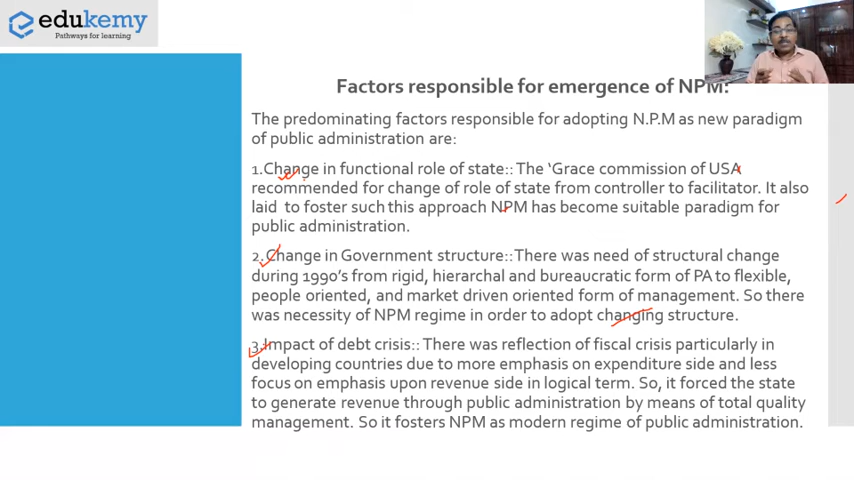 edukemy
Pathways for learning
Factors responsible for emergence of NPM:
The predominating factors responsible for adopting N.P.M as new paradigm
of public administration are:
1.Change in functional role of state:: The ‘Grace commission of USA
recommended for change of role of state from controller to facilitator. It also
laid to foster such this approach NPM has become suitable paradigm for
public administration.
2.Change in Government structure:: There was need of structural change
during 1990's from rigid, hierarchal and bureaucratic form of PA to flexible,
people oriented, and market driven oriented form of management. So there
was necessity of NPM regime in order to adopt changing structure.
3.Impact of debt crisis:: There was reflection of fiscal crisis particularly in
developing countries due to more emphasis on expenditure side and less
focus on emphasis upon revenue side in logical term. So, it forced the state
to generate revenue through public administration by means of total quality
management. So it fosters NPM as modern regime of public administration.